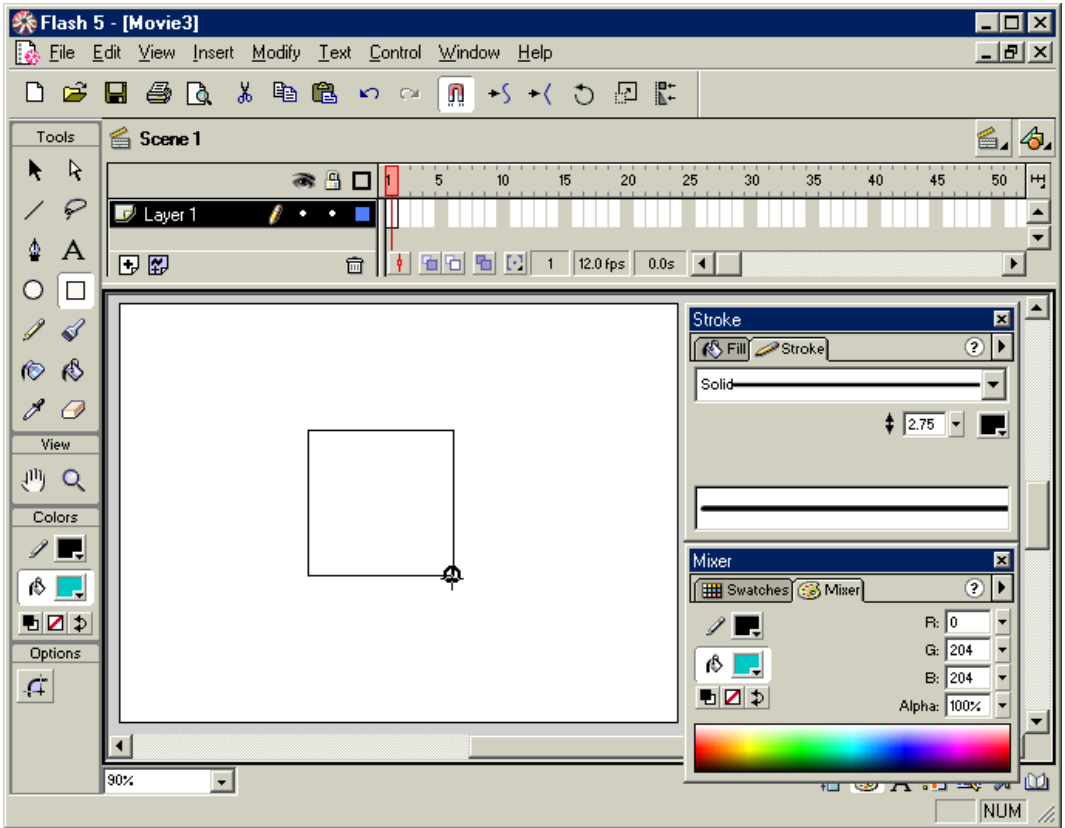 Flash 5 - [Movie3]
File Edit View Insert Modify Text Control Window Help
Tools
Scene 1
1 5 10 15 20 25 30 35 40 45 50
Layer 1
1 12.0 fps 0.0s
Stroke
Fill Stroke
?
Solid
2.75
View
Colors
Mixer
Swatches Mixer
?
R: 0
G: 204
B: 204
Alpha: 100%
Options
90%
NUM